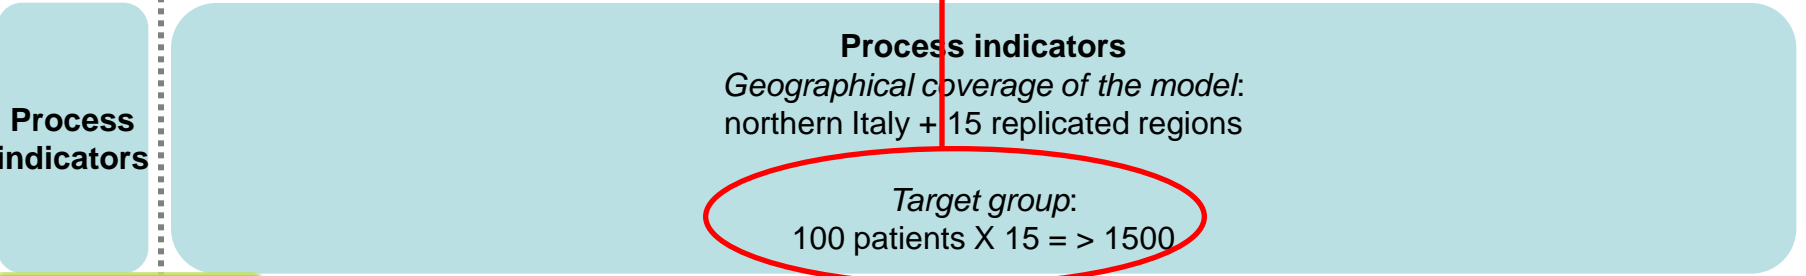 Process
indicators
Process indicators
Geographical coverage of the model:
northern Italy + 15 replicated regions
Target group:
100 patients X 15 = > 1500